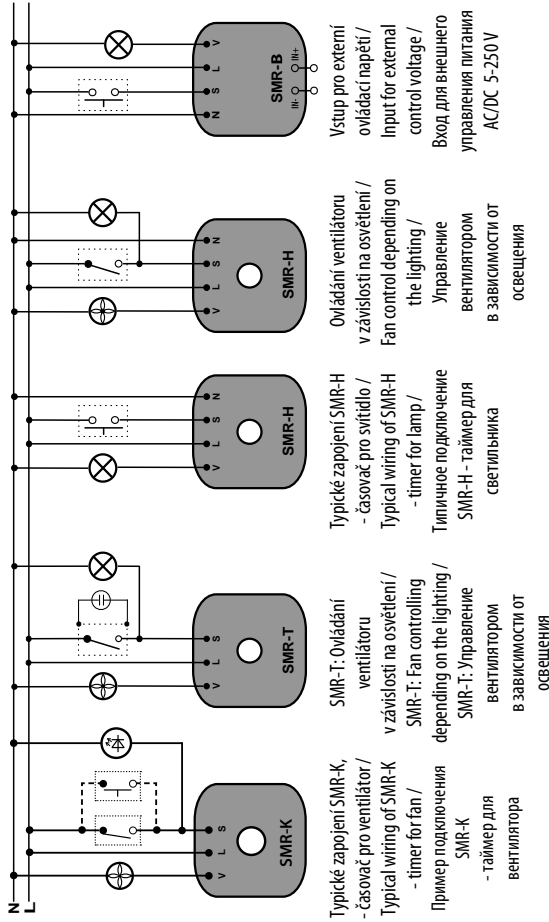 N
L
V L S
SMR-K
Typické zapojení SMR-K,
- časovač pro ventilátor /
Typical wiring of SMR-K
- timer for fan /
Пример подключения
SMR-K
- таймер для
вентилятора
V L S
SMR-T
SMR-T: Ovládání
ventilátoru
v závislosti na osvětlení /
SMR-T: Fan controlling
depending on the lighting /
SMR-T: Управление
вентилятором
в зависимости от
освещения
V L S N
SMR-H
Typické zapojení SMR-H
- časovač pro svítidlo /
Typical wiring of SMR-H
- timer for lamp /
Типичное подключение
SMR-H - таймер для
светильника
V L S N
SMR-H
Ovládání ventilátoru
v závislosti na osvětlení /
Fan control depending on
the lighting /
Управление
вентилятором
в зависимости от
освещения
N S L V
SMR-B
IN- IN+
Vstup pro externí
ovládací napětí /
Input for external
control voltage /
Вход для внешнего
управления питания
AC/DC 5-250 V